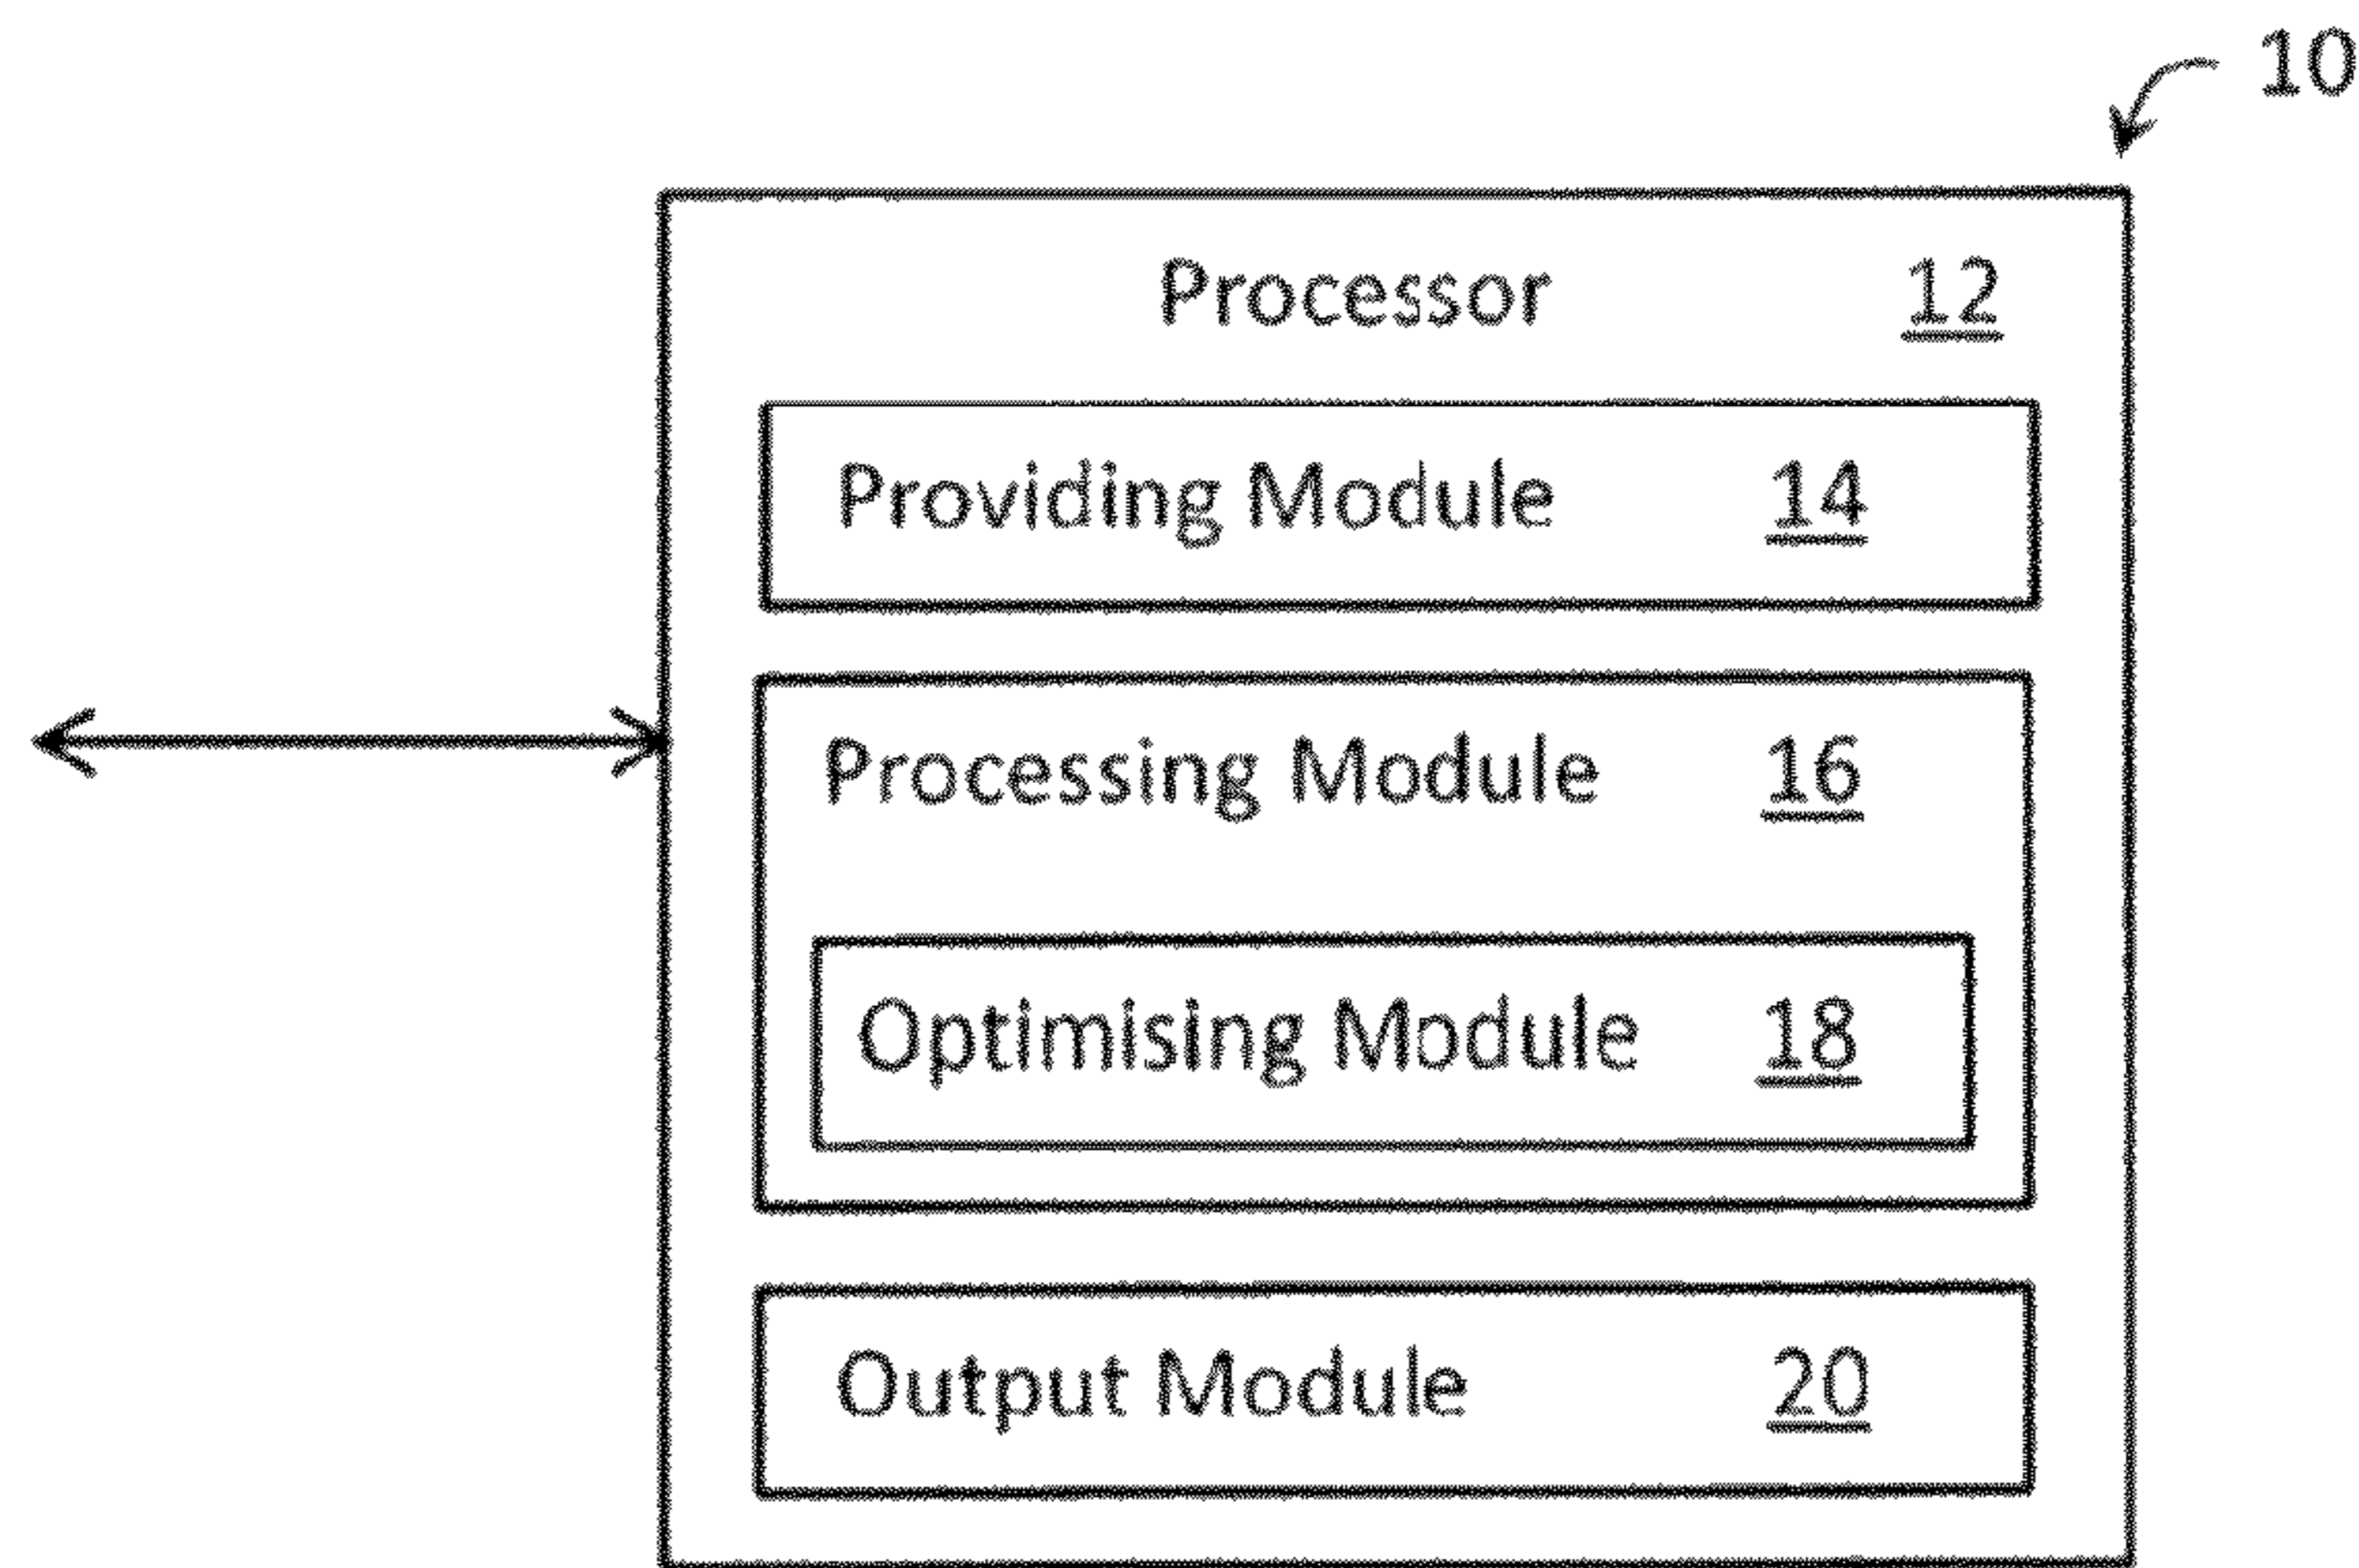 10
Processor 12
Providing Module 14
Processing Module 16
Optimising Module 18
Output Module 20